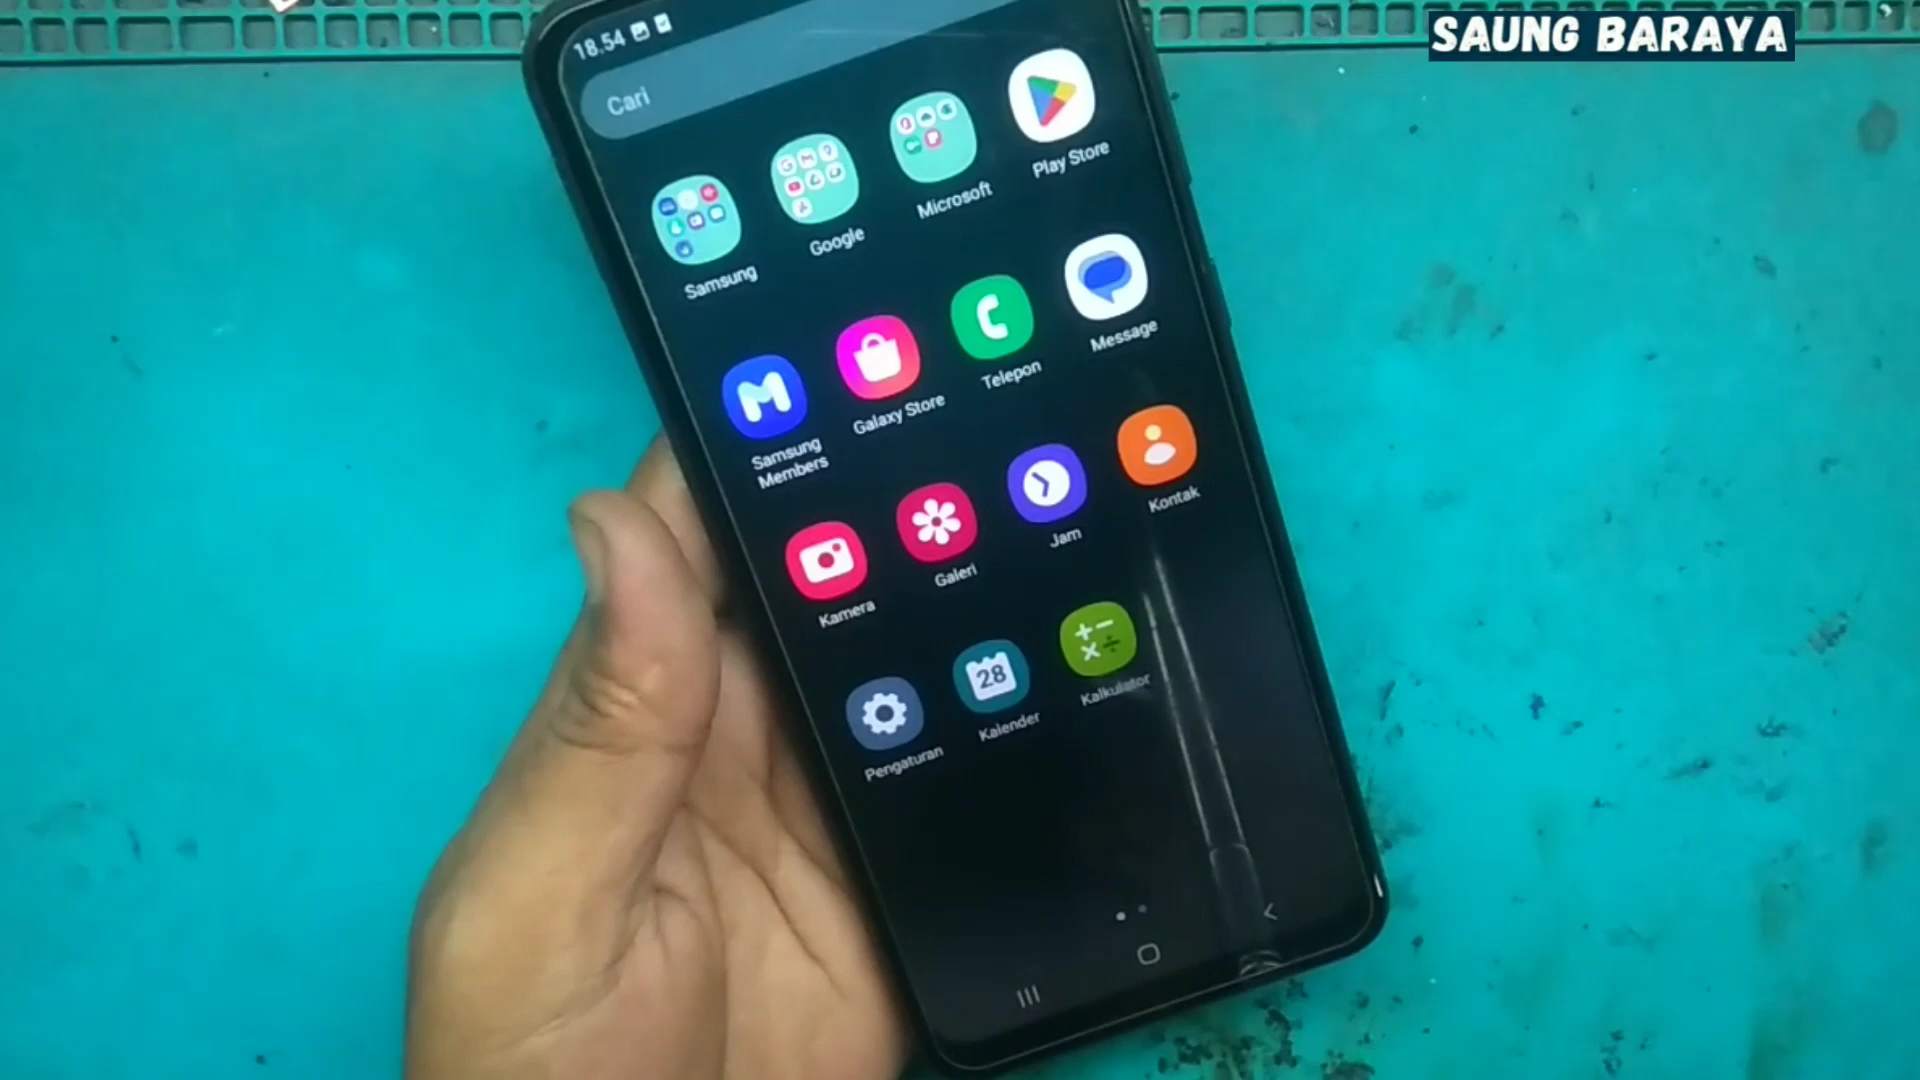 SAUNG BARAYA
18.54
Cari
Samsung
Google
Microsoft
Play Store
Samsung
Members
Galaxy Store
Telepon
Message
Kamera
Galeri
Jam
Kontak
Pengaturan
28
Kalender
Kalkulator